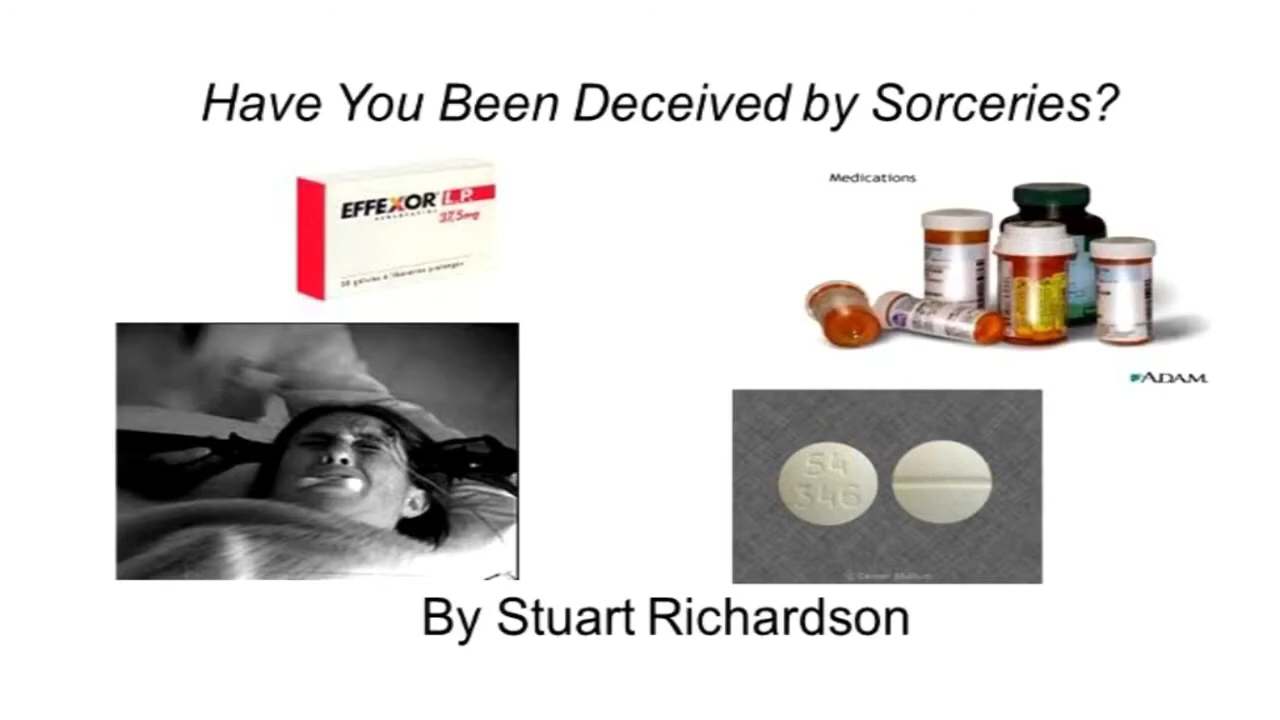 Have You Been Deceived by Sorceries?
EFFEXOR L.P.
37,5mg
Medications
ADAM
54
346
By Stuart Richardson